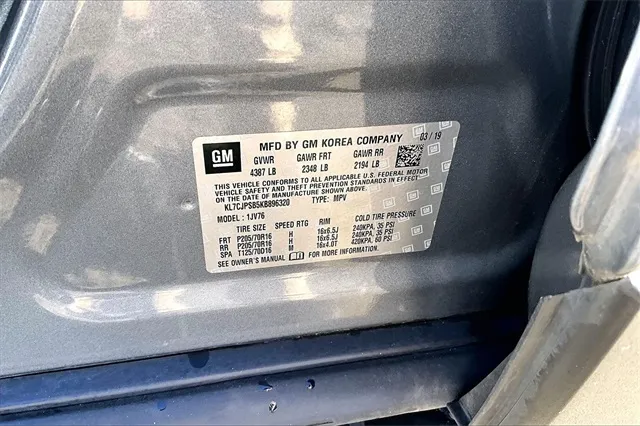 GM MFD BY GM KOREA COMPANY 03 / 19
GVWR GAWR FRT GAWR RR
4387 LB 2348 LB 2194 LB
THIS VEHICLE CONFORMS TO ALL APPLICABLE U.S. FEDERAL MOTOR
VEHICLE SAFETY, BUMPER, AND THEFT PREVENTION STANDARDS IN EFFECT
ON THE DATE OF MANUFACTURE SHOWN ABOVE.
KL7CJPSB5KB896320 TYPE: MPV
MODEL: 1JV76
TIRE SIZE SPEED RTG RIM COLD TIRE PRESSURE
FRT P205/70R16 H 16x6.5J 240KPA, 35 PSI
RR P205/70R16 H 16x6.5J 240KPA, 35 PSI
SPA T125/70D16 M 16x4.0T 420KPA, 60 PSI
SEE OWNER'S MANUAL FOR MORE INFORMATION.